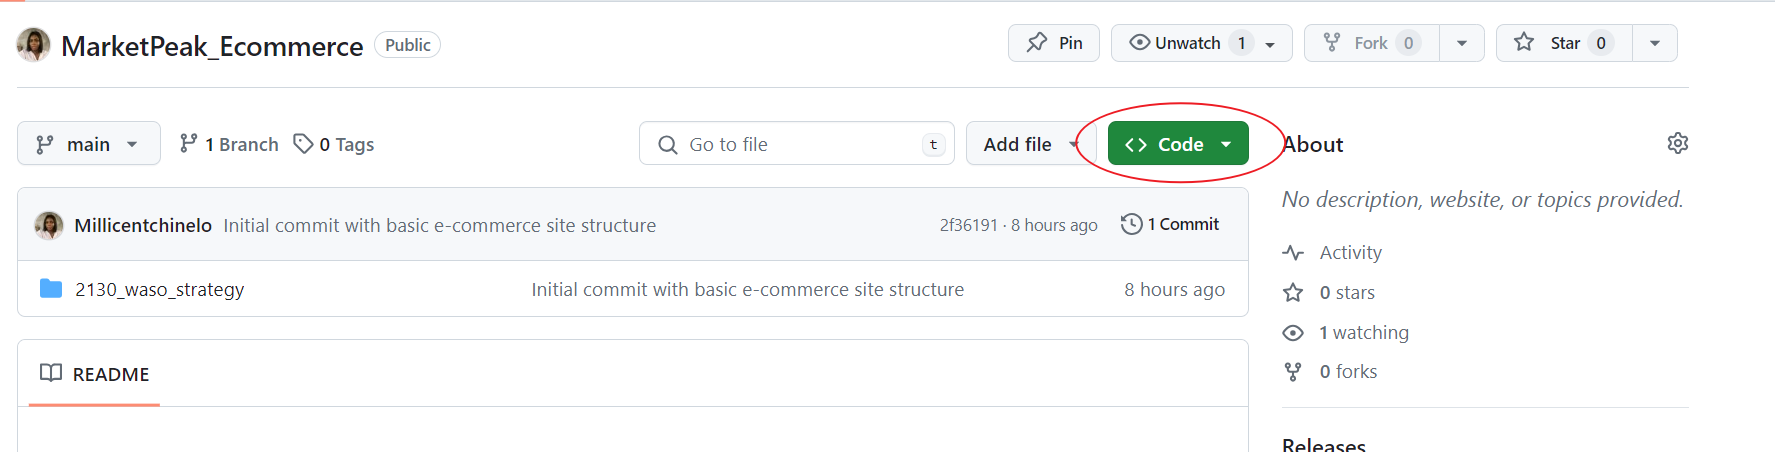 MarketPeak_Ecommerce Public Pin Unwatch 1 Fork 0 Star 0
main 1 Branch 0 Tags Go to file t Add file Code About
No description, website, or topics provided.
Millicentchinelo Initial commit with basic e-commerce site structure 2f36191 · 8 hours ago 1 Commit
2130_waso_strategy Initial commit with basic e-commerce site structure 8 hours ago
Activity
0 stars
1 watching
0 forks
README
Releases